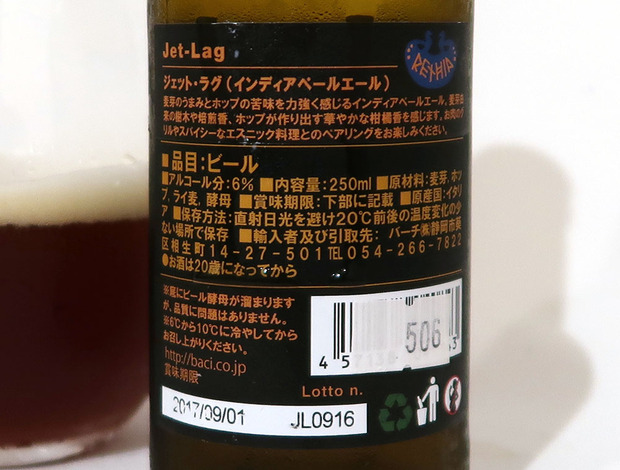 Jet-Lag
REX-HIA
ジェット・ラグ(インディアペールエール)
麦芽のうまみとホップの苦味を力強く感じるインディアペールエール。麦芽由
来の樹木や焙煎香、ホップが作り出す華やかな柑橘香を感じます。お肉のグ
リルやスパイシーなエスニック料理とのペアリングをお楽しみください。
■品目:ビール
■アルコール分:6% ■内容量:250ml ■原材料:麦芽、ホッ
プ、ライ麦、酵母 ■賞味期限:下部に記載 ■原産国:イタリ
ア ■保存方法:直射日光を避け20℃前後の温度変化の少
ない場所で保存 ■輸入者及び引取先:バーチ㈱静岡市葵
区相生町14-27-501 TEL 054-266-7822
●お酒は20歳になってから
※瓶にビール酵母が溜まります
が、品質に問題はありません。
※6℃から10℃に冷やしてから
お召し上がりください。
http://baci.co.jp
賞味期限
506
Lotto n.
2017/09/01 JL0916